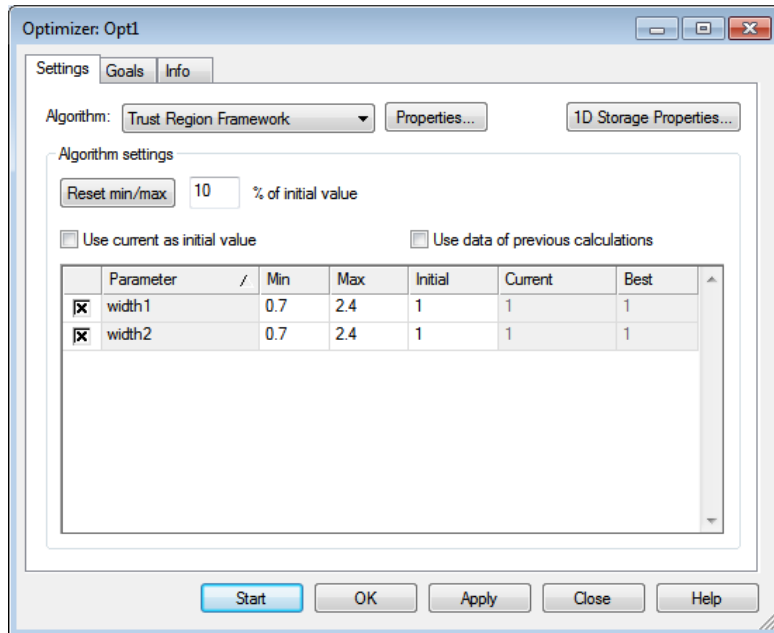 Optimizer: Opt1
Settings Goals Info
Algorithm: Trust Region Framework Properties... 1D Storage Properties...
Algorithm settings
Reset min/max 10 % of initial value
Use current as initial value Use data of previous calculations
Parameter / Min Max Initial Current Best
width1 0.7 2.4 1 1 1
width2 0.7 2.4 1 1 1
Start OK Apply Close Help